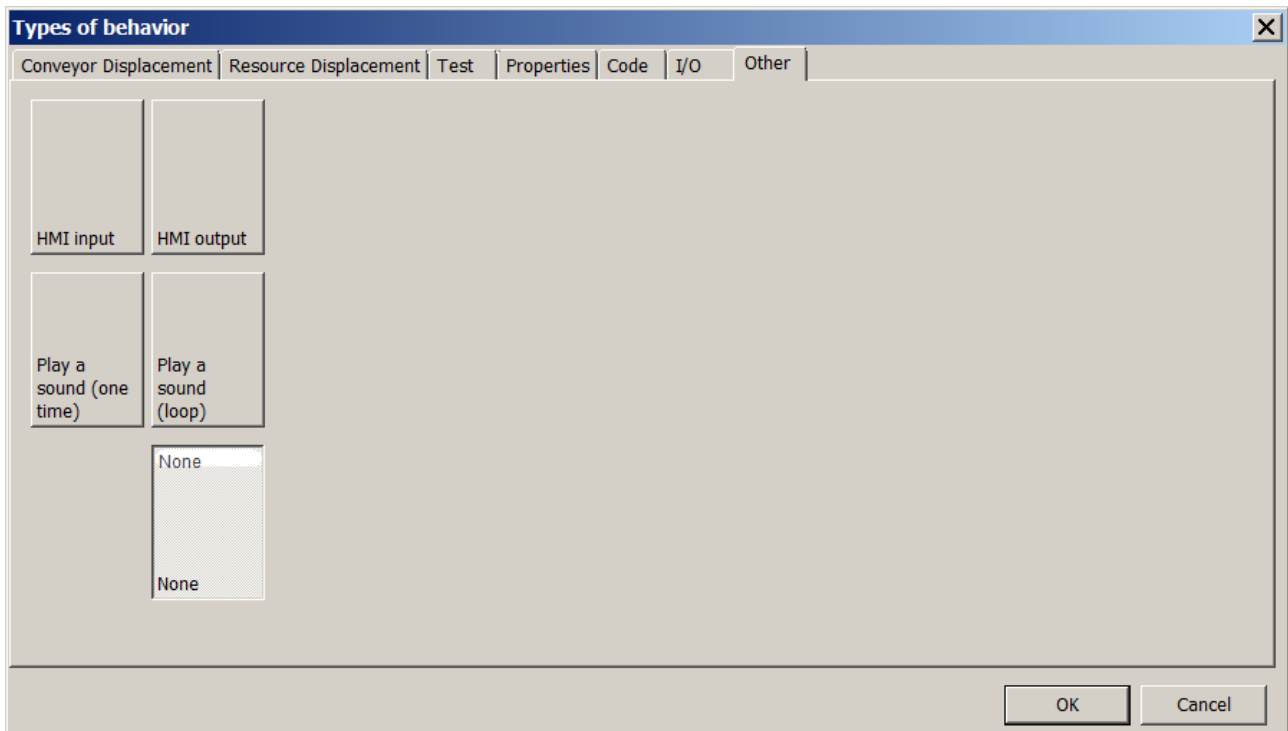 Types of behavior
Conveyor Displacement Resource Displacement Test Properties Code I/O Other
HMI input HMI output
Play a Play a
sound (one sound
time) (loop)
None
None
OK Cancel